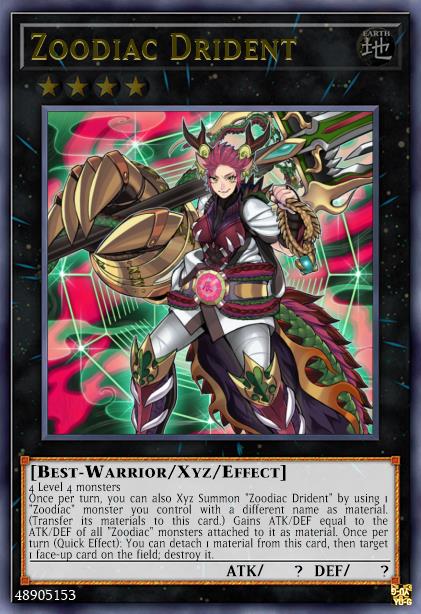 Zoodiac Drident
EARTH
地
[Best-Warrior/Xyz/Effect]
4 Level 4 monsters
Once per turn, you can also Xyz Summon "Zoodiac Drident" by using 1
"Zoodiac" monster you control with a different name as material.
(Transfer its materials to this card.) Gains ATK/DEF equal to the
ATK/DEF of all "Zoodiac" monsters attached to it as material. Once per
turn (Quick Effect): You can detach 1 material from this card, then target
1 face-up card on the field; destroy it.
ATK/ ? DEF/ ?
48905153